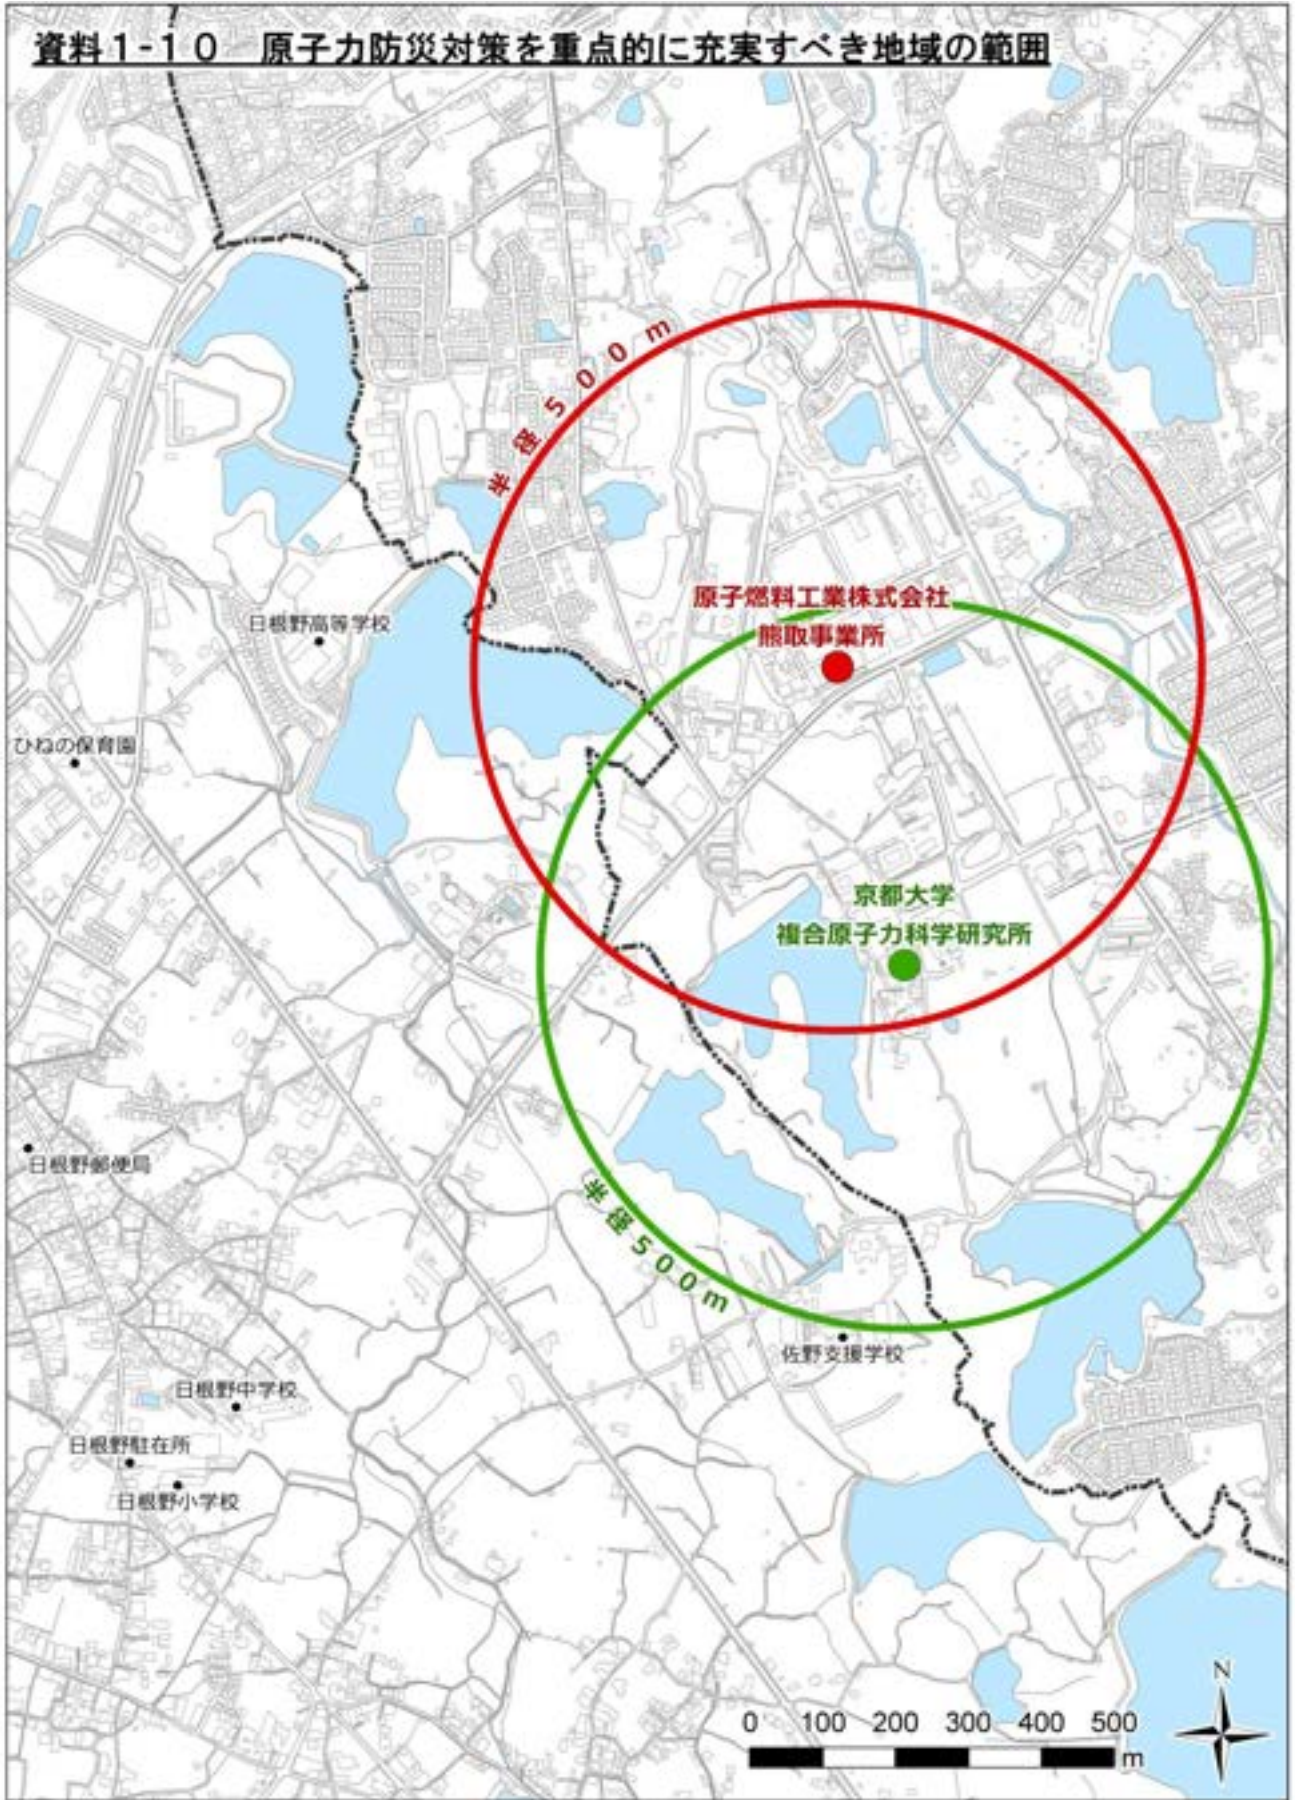 資料1-10 原子力防災対策を重点的に充実すべき地域の範囲
半径500m
原子燃料工業株式会社
熊取事業所
日根野高等学校
ひねの保育園
京都大学
複合原子力科学研究所
日根野郵便局
半径500m
佐野支援学校
日根野中学校
日根野駐在所
日根野小学校
N
0 100 200 300 400 500
m